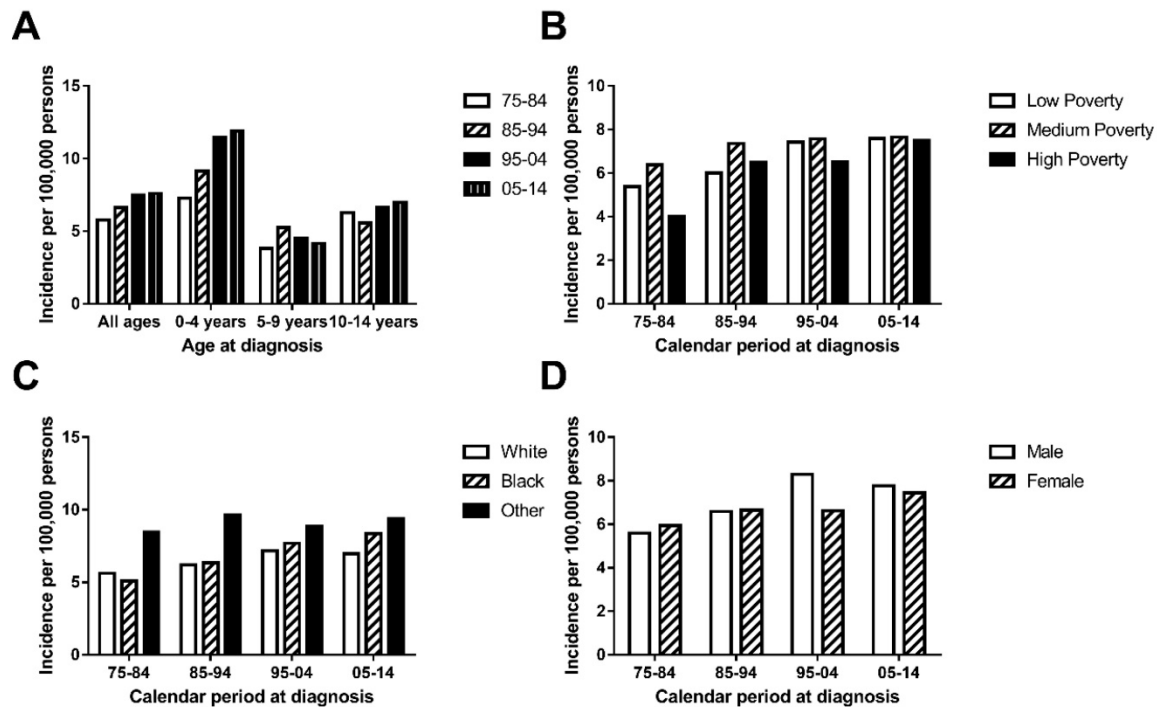 A
Incidence per 100,000 persons
15
10
5
0
All ages 0-4 years 5-9 years 10-14 years
Age at diagnosis
75-84
85-94
95-04
05-14
B
Incidence per 100,000 persons
10
8
6
4
2
0
75-84 85-94 95-04 05-14
Calendar period at diagnosis
Low Poverty
Medium Poverty
High Poverty
C
Incidence per 100,000 persons
15
10
5
0
75-84 85-94 95-04 05-14
Calendar period at diagnosis
White
Black
Other
D
Incidence per 100,000 persons
10
8
6
4
2
0
75-84 85-94 95-04 05-14
Calendar period at diagnosis
Male
Female